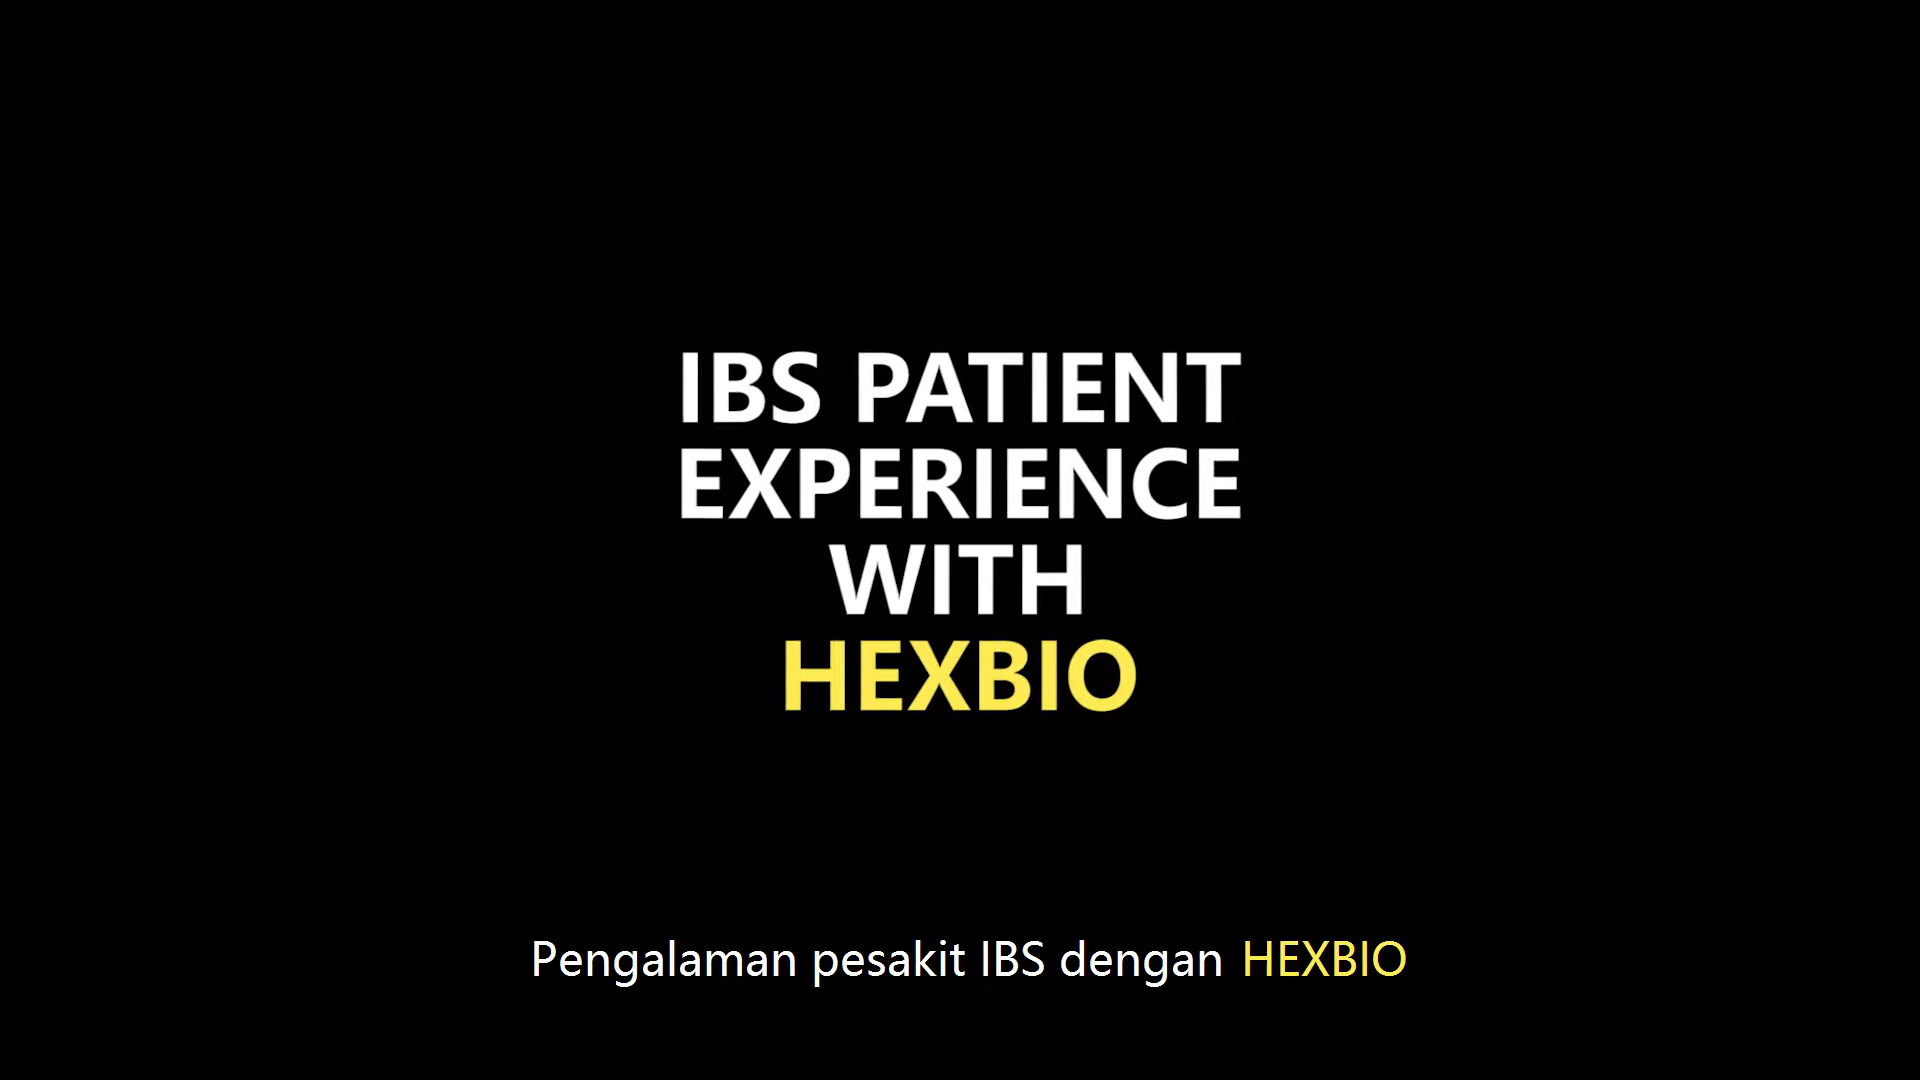 IBS PATIENT
EXPERIENCE
WITH
HEXBIO
Pengalaman pesakit IBS dengan HEXBIO